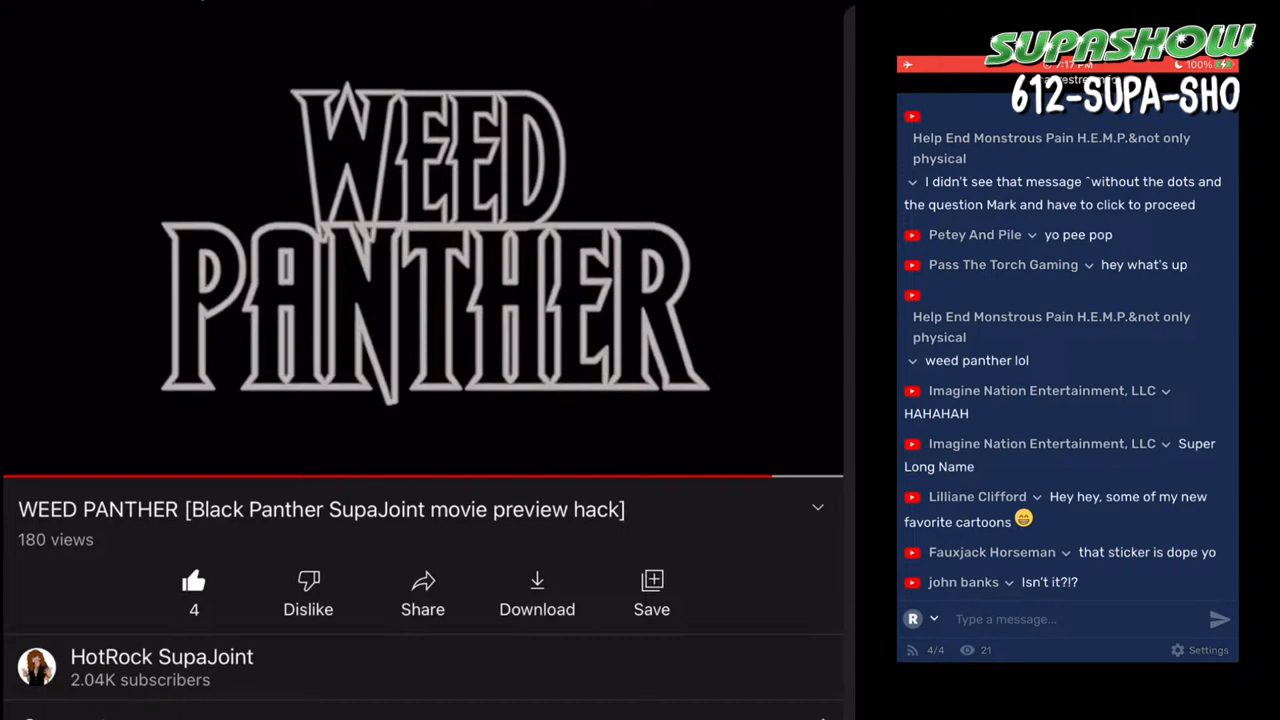 WEED
PANTHER
WEED PANTHER [Black Panther SupaJoint movie preview hack]
180 views
4
Dislike
Share
Download
Save
HotRock SupaJoint
2.04K subscribers
SUPASHOW
7:17 PM
100%
612-SUPA-SHO
Help End Monstrous Pain H.E.M.P.&not only
physical
I didn't see that message ^without the dots and
the question Mark and have to click to proceed
Petey And Pile yo pee pop
Pass The Torch Gaming hey what's up
Help End Monstrous Pain H.E.M.P.&not only
physical
weed panther lol
Imagine Nation Entertainment, LLC
HAHAHAH
Imagine Nation Entertainment, LLC Super
Long Name
Lilliane Clifford Hey hey, some of my new
favorite cartoons 😁
Fauxjack Horseman that sticker is dope yo
john banks Isn't it?!?
R Type a message...
4/4 21 Settings